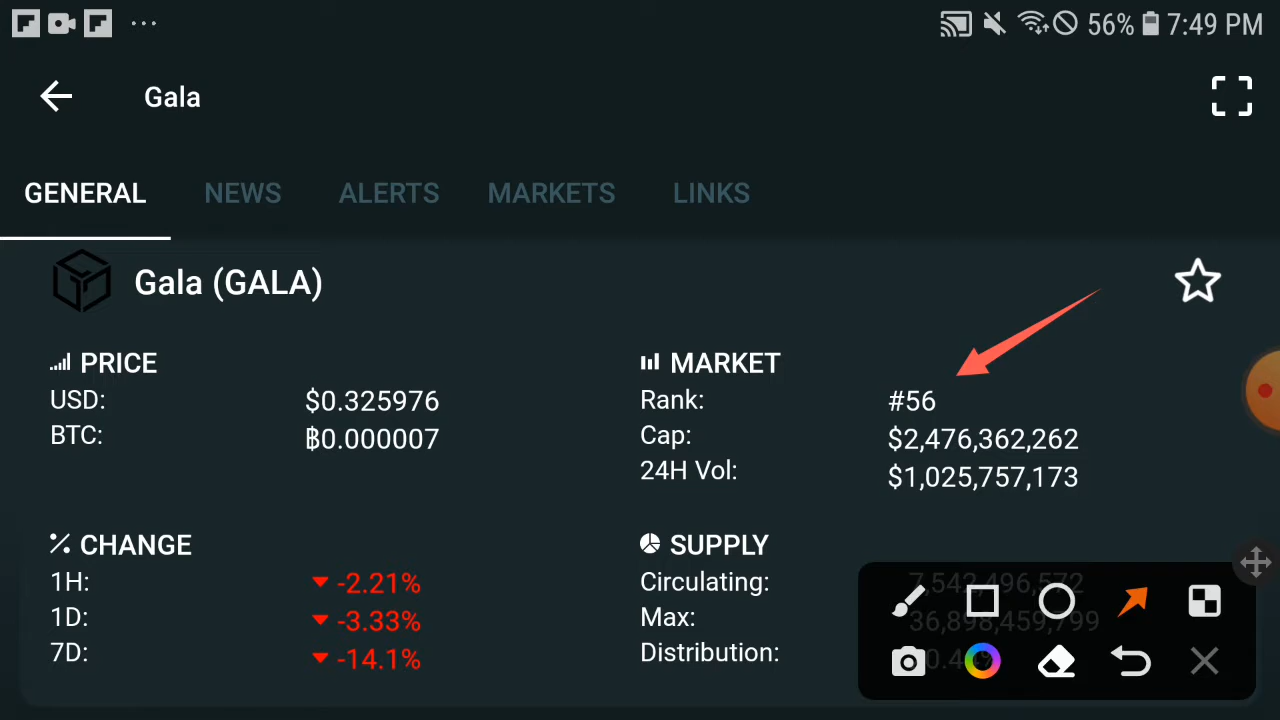 56% 7:49 PM
Gala
GENERAL NEWS ALERTS MARKETS LINKS
Gala (GALA)
PRICE
USD: $0.325976
BTC: ฿0.000007
MARKET
Rank: #56
Cap: $2,476,362,262
24H Vol: $1,025,757,173
CHANGE
1H: -2.21%
1D: -3.33%
7D: -14.1%
SUPPLY
Circulating: 7,542,496,572
Max: 36,898,459,799
Distribution: